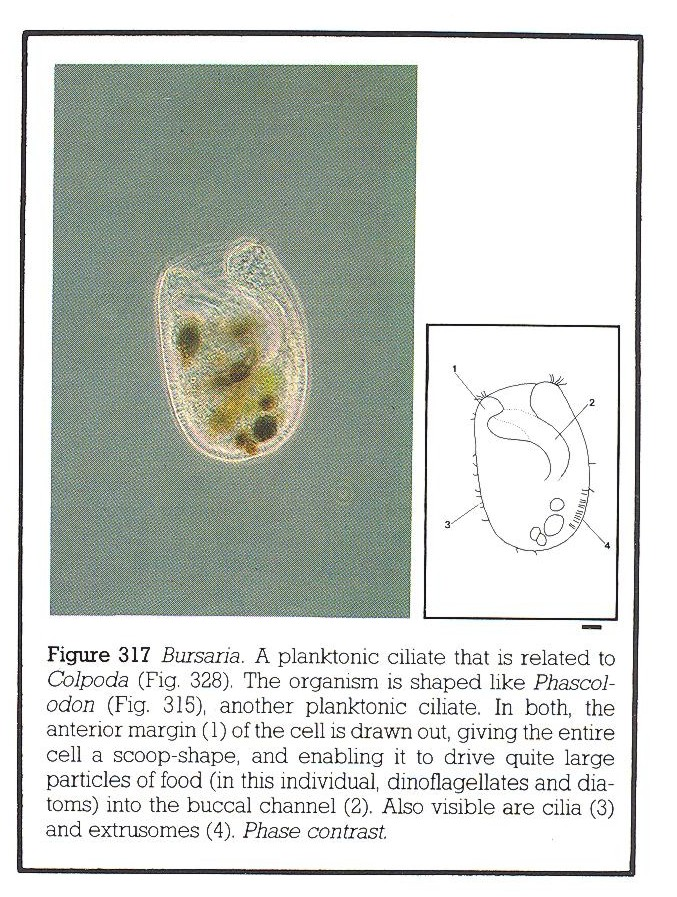 1
2
3
4
Figure 317 Bursaria. A planktonic ciliate that is related to
Colpoda (Fig. 328). The organism is shaped like Phascol-
odon (Fig. 315), another planktonic ciliate. In both, the
anterior margin (1) of the cell is drawn out, giving the entire
cell a scoop-shape, and enabling it to drive quite large
particles of food (in this individual, dinoflagellates and dia-
toms) into the buccal channel (2). Also visible are cilia (3)
and extrusomes (4). Phase contrast.